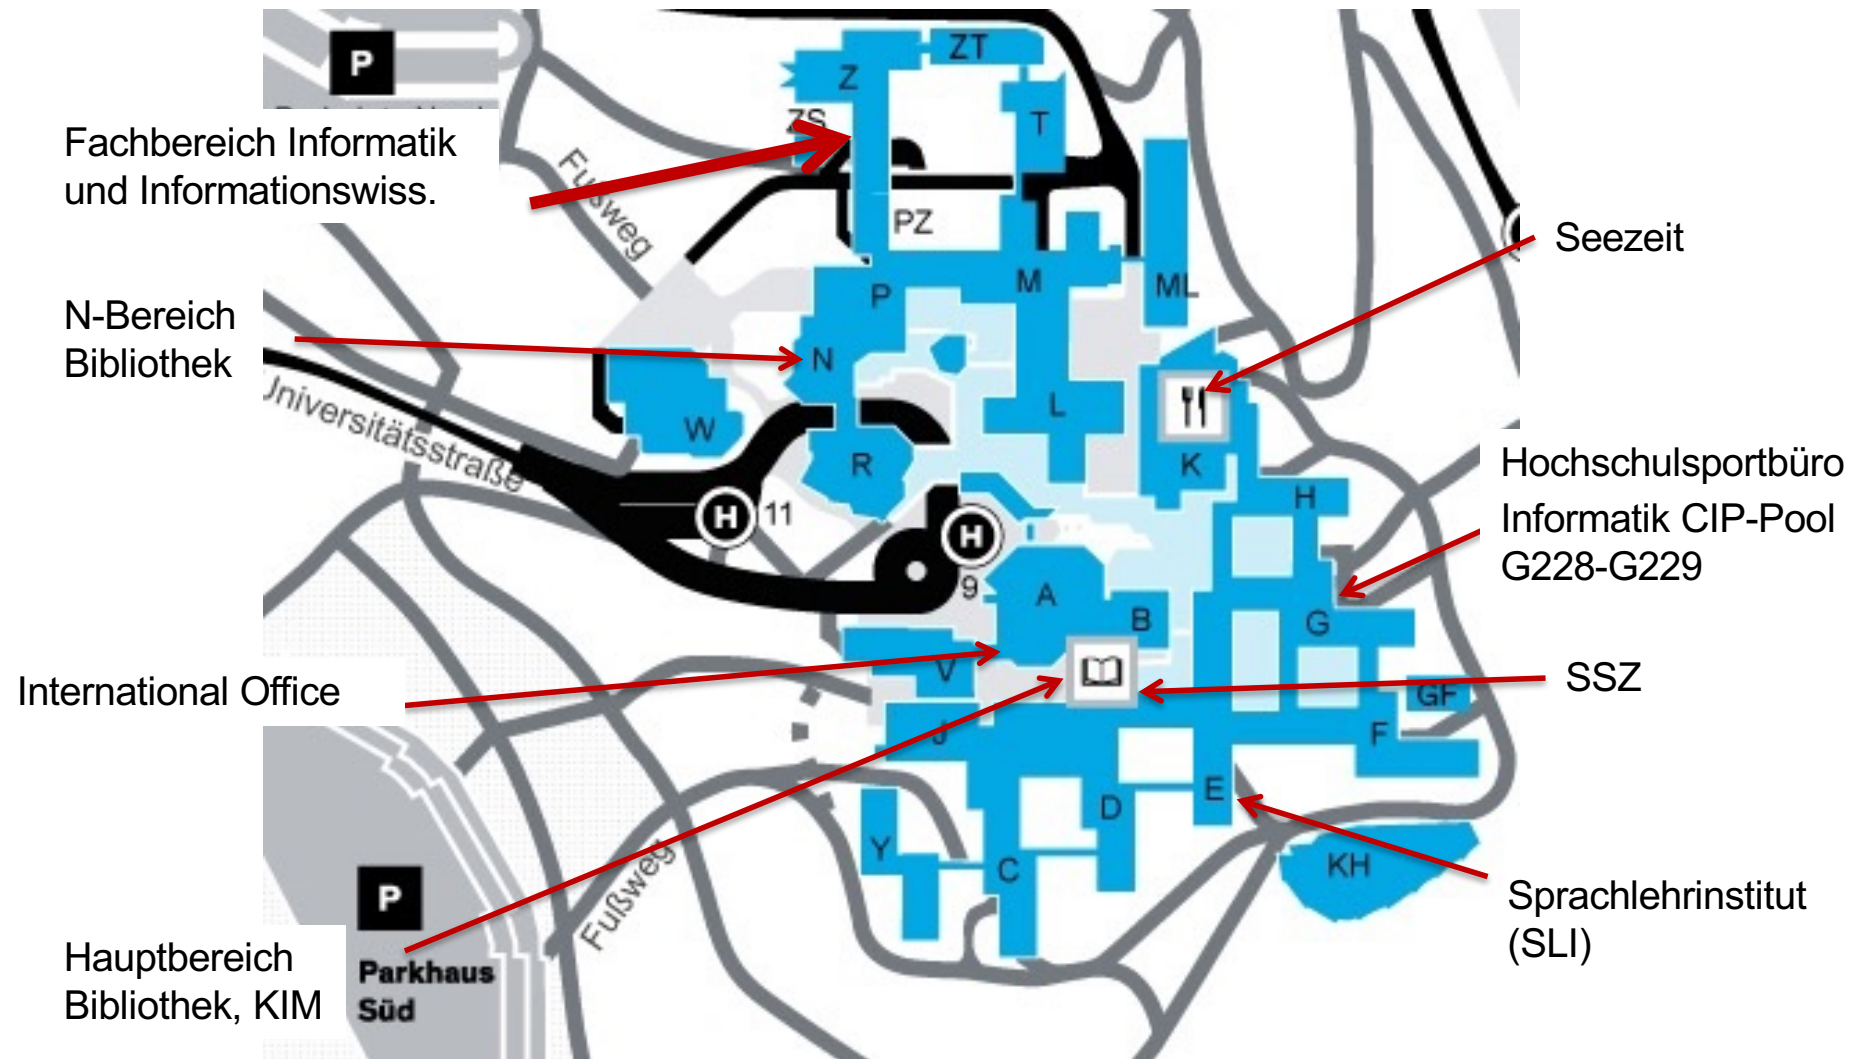 P
ZT
Z
ZS
T
Fachbereich Informatik
und Informationswiss.
Fußweg
PZ
Seezeit
M
ML
P
N-Bereich
Bibliothek
N
Universitätsstraße
W
L
R
K
Hochschulsportbüro
Informatik CIP-Pool
G228-G229
H
H
11
H
9
A
B
G
International Office
V
SSZ
GF
J
F
E
D
Y
C
KH
Fußweg
P
Parkhaus
Süd
Sprachlehrinstitut
(SLI)
Hauptbereich
Bibliothek, KIM